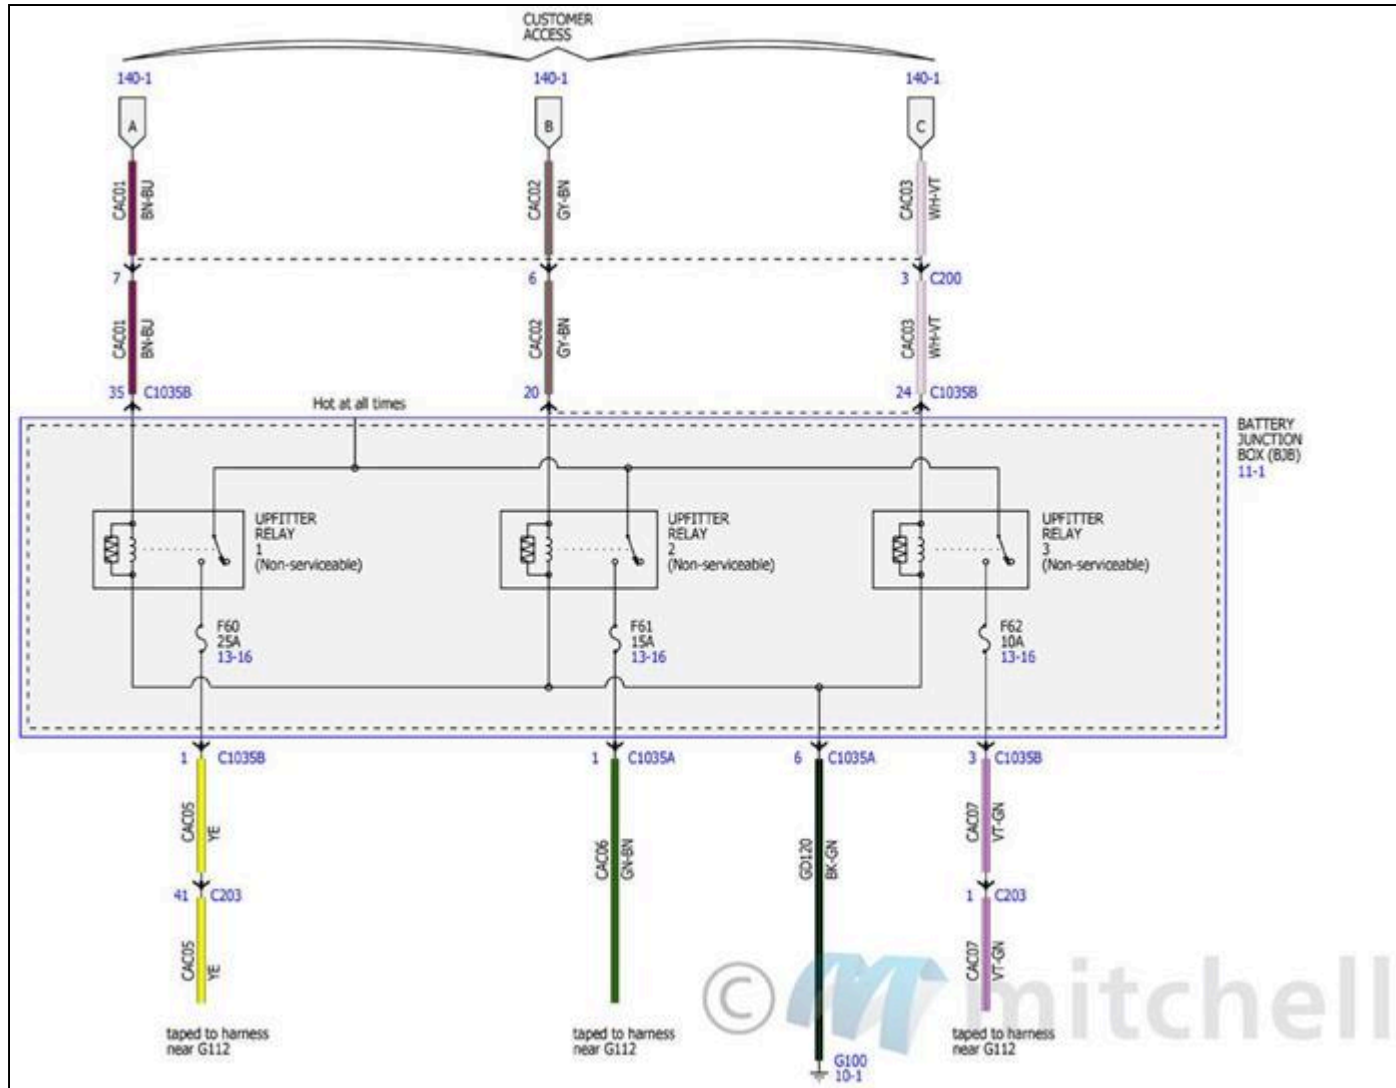 CUSTOMER
ACCESS
140-1
140-1
140-1
A
B
C
CAC01
BN-BU
CAC02
GY-BN
CAC03
WH-VT
7
6
3 C200
CAC01
BN-BU
CAC02
GY-BN
CAC03
WH-VT
35 C1035B
20
24 C1035B
Hot at all times
BATTERY
JUNCTION
BOX (BJB)
11-1
UPFITTER
RELAY
1
(Non-serviceable)
UPFITTER
RELAY
2
(Non-serviceable)
UPFITTER
RELAY
3
(Non-serviceable)
F60
25A
13-16
F61
15A
13-16
F62
10A
13-16
1 C1035B
1 C1035A
6 C1035A
3 C1035B
CAC05
YE
CAC06
GN-BN
GD120
BK-GN
CAC07
VT-GN
41 C203
1 C203
CAC05
YE
CAC07
VT-GN
© mitchell
taped to harness
near G112
taped to harness
near G112
taped to harness
near G112
G100
10-1